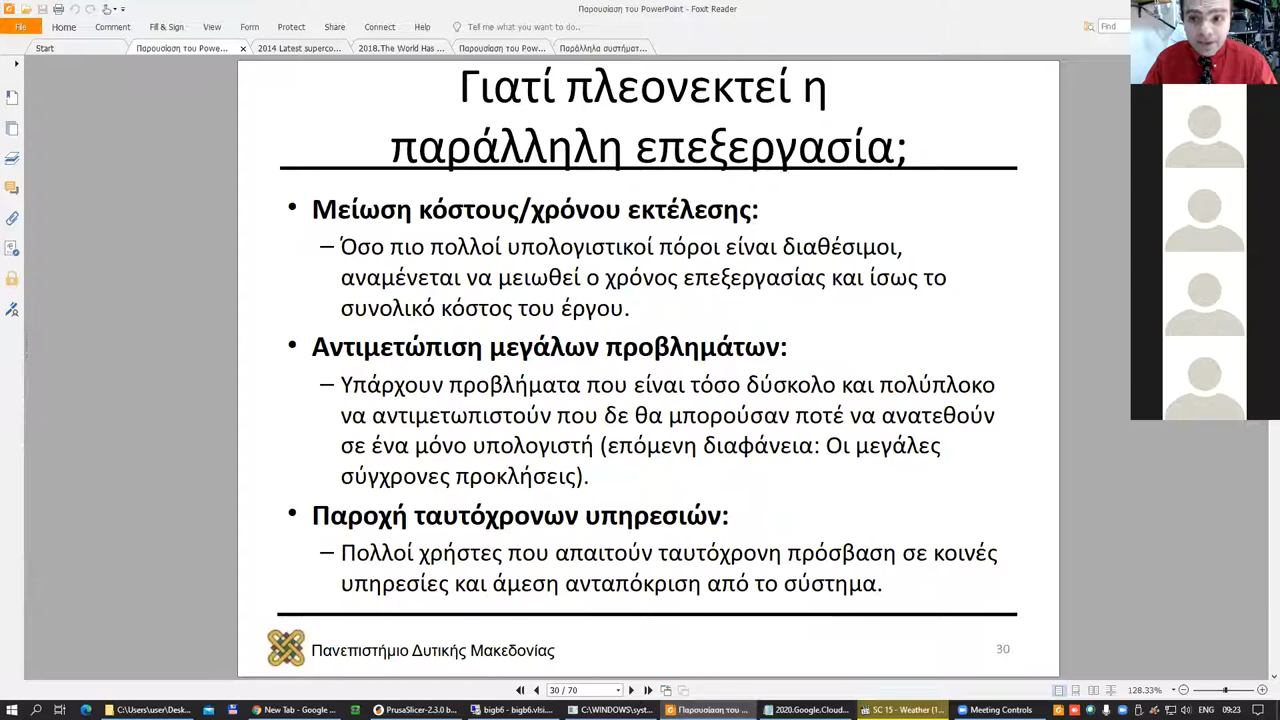 Παρουσίαση του PowerPoint - Foxit Reader
File Home Comment Fill & Sign View Form Protect Share Connect Help Tell me what you want to do.. Find
Start Παρουσίαση του Powe... 2014 Latest superco... 2018.The World Has ... Παρουσίαση του Pow... Παράλληλα συστήματ...
Γιατί πλεονεκτεί η
παράλληλη επεξεργασία;
• Μείωση κόστους/χρόνου εκτέλεσης:
– Όσο πιο πολλοί υπολογιστικοί πόροι είναι διαθέσιμοι,
αναμένεται να μειωθεί ο χρόνος επεξεργασίας και ίσως το
συνολικό κόστος του έργου.
• Αντιμετώπιση μεγάλων προβλημάτων:
– Υπάρχουν προβλήματα που είναι τόσο δύσκολο και πολύπλοκο
να αντιμετωπιστούν που δε θα μπορούσαν ποτέ να ανατεθούν
σε ένα μόνο υπολογιστή (επόμενη διαφάνεια: Οι μεγάλες
σύγχρονες προκλήσεις).
• Παροχή ταυτόχρονων υπηρεσιών:
– Πολλοί χρήστες που απαιτούν ταυτόχρονη πρόσβαση σε κοινές
υπηρεσίες και άμεση ανταπόκριση από το σύστημα.
Πανεπιστήμιο Δυτικής Μακεδονίας
30
30 / 70
128.33%
C:\Users\user\Desk... New Tab - Google ... PrusaSlicer-2.3.0 b... bigb6 - bigb6.vlsi.... C:\WINDOWS\syst... Παρουσίαση του ... 2020.Google,Cloud... SC 15 - Weather (1... Meeting Controls ENG 09:23